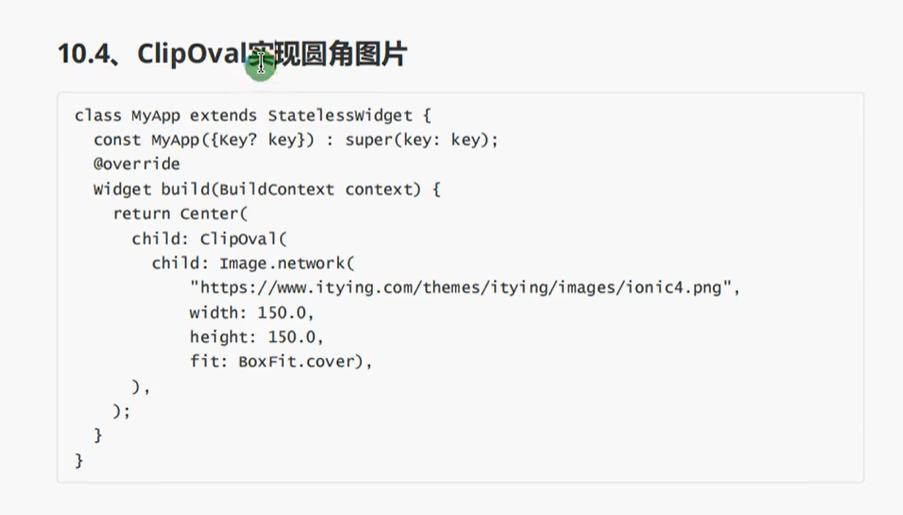 10.4、ClipOval实现圆角图片
class MyApp extends StatelessWidget {
  const MyApp({Key? key}) : super(key: key);
  @override
  Widget build(BuildContext context) {
    return Center(
      child: ClipOval(
        child: Image.network(
            "https://www.itying.com/themes/itying/images/ionic4.png",
            width: 150.0,
            height: 150.0,
            fit: BoxFit.cover),
      ),
    );
  }
}